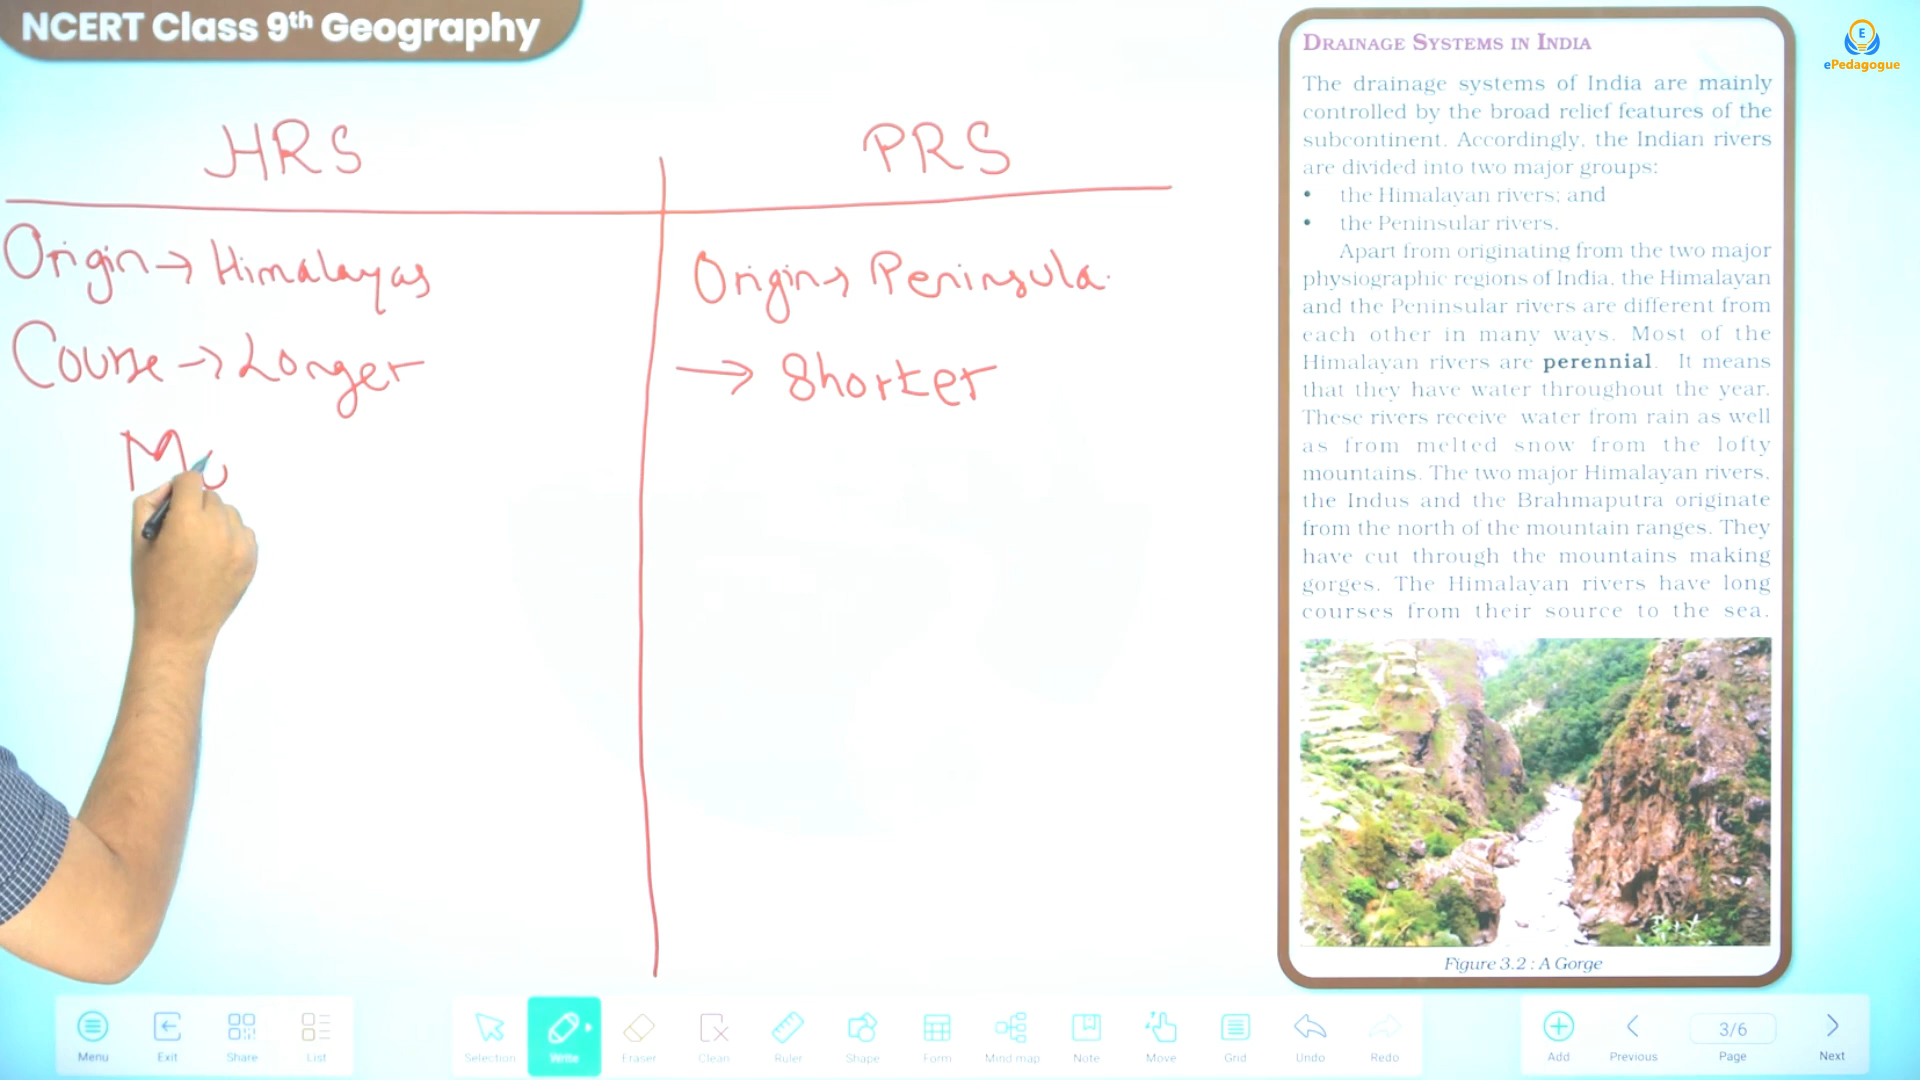 NCERT Class 9th Geography
HRS
PRS
Origin → Himalayas
Origin → Peninsula.
Course → Longer
→ Shorter
DRAINAGE SYSTEMS IN INDIA
The drainage systems of India are mainly
controlled by the broad relief features of the
subcontinent. Accordingly, the Indian rivers
are divided into two major groups:
• the Himalayan rivers; and
• the Peninsular rivers.
Apart from originating from the two major
physiographic regions of India, the Himalayan
and the Peninsular rivers are different from
each other in many ways. Most of the
Himalayan rivers are perennial. It means
that they have water throughout the year.
These rivers receive water from rain as well
as from melted snow from the lofty
mountains. The two major Himalayan rivers,
the Indus and the Brahmaputra originate
from the north of the mountain ranges. They
have cut through the mountains making
gorges. The Himalayan rivers have long
courses from their source to the sea.
Figure 3.2 : A Gorge
E
ePedagogue
Menu
Exit
Share
List
Selection
Write
Eraser
Clean
Ruler
Shape
Form
Mind map
Note
Move
Grid
Undo
Redo
Add
Previous
3/6
Page
Next